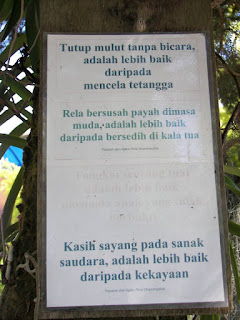 Tutup mulut tanpa bicara,
adalah lebih baik
daripada
mencela tetangga
Rela bersusah payah dimasa
muda, adalah lebih baik
daripada bersedih di kala tua
Kasih sayang pada sanak
saudara, adalah lebih baik
daripada kekayaan